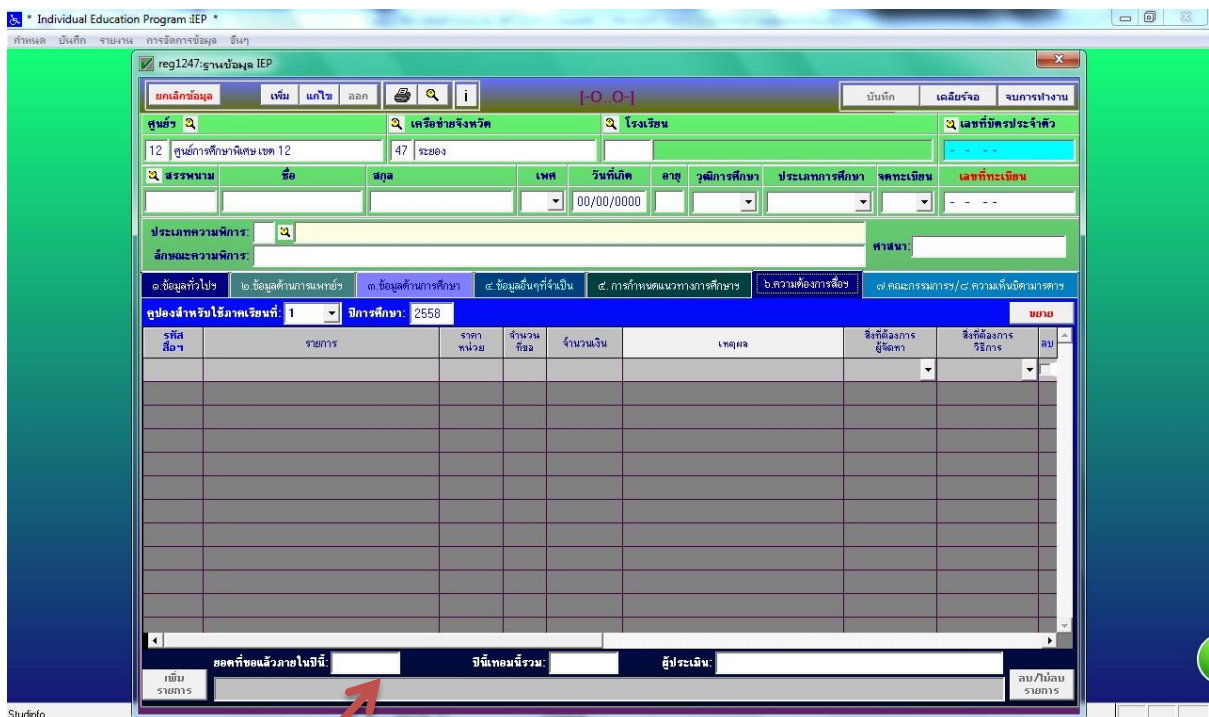 * Individual Education Program :IEP *
กำหนด บันทึก รายงาน การจัดการข้อมูล อื่นๆ
reg1247:ฐานข้อมูล IEP
ยกเลิกข้อมูล เพิ่ม แก้ไข ออก i [-O..O-] บันทึก เคลียร์จอ จบการทำงาน
ศูนย์ฯ เครือข่ายจังหวัด โรงเรียน เลขที่บัตรประจำตัว
12 ศูนย์การศึกษาพิเศษ เขต 12 47 ระยอง - - - -
สรรพนาม ชื่อ สกุล เพศ วันที่เกิด อายุ วุฒิการศึกษา ประเภทการศึกษา จดทะเบียน เลขที่ทะเบียน
00/00/0000 - - - -
ประเภทความพิการ:
ลักษณะความพิการ: ศาสนา:
๑.ข้อมูลทั่วไปฯ ๒.ข้อมูลด้านการแพทย์ฯ ๓.ข้อมูลด้านการศึกษา ๔.ข้อมูลอื่นๆที่จำเป็น ๕. การกำหนดแนวทางการศึกษาฯ ๖.ความต้องการสื่อฯ ๗.คณะกรรมการฯ/๘.ความเห็นบิดามารดาฯ
คูปองสำหรับใช้ภาคเรียนที่: 1 ปีการศึกษา: 2558 ขยาย
รหัส สื่อฯ รายการ ราคา หน่วย จำนวน ที่ขอ จำนวนเงิน เหตุผล สิ่งที่ต้องการ ผู้จัดหา สิ่งที่ต้องการ วิธีการ ลบ
ยอดที่ขอแล้วภายในปีนี้: ปีนี้เทอมนี้รวม: ผู้ประเมิน:
เพิ่ม รายการ ลบ/ไม่ลบ รายการ
Studinfo